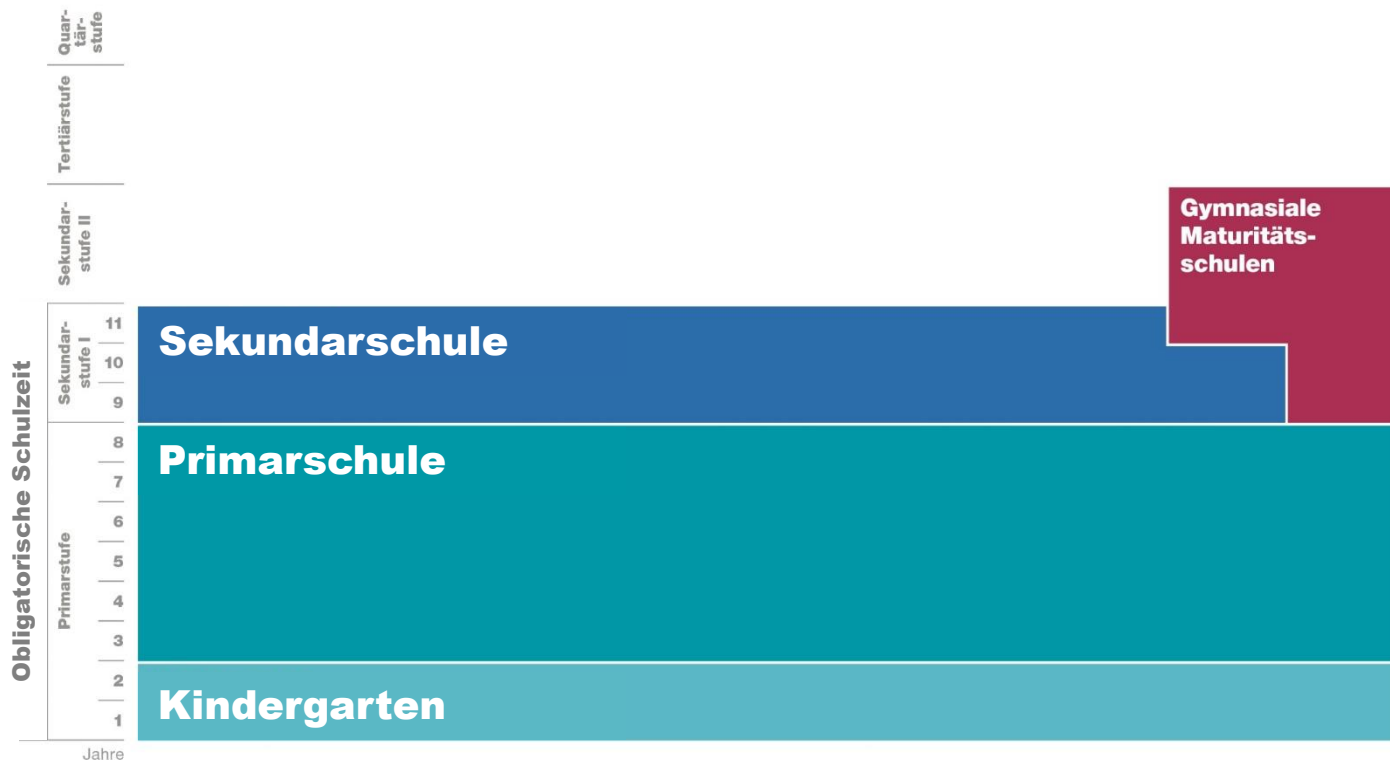 Quar-
tär-
stufe
Tertiärstufe
Sekundar-
stufe II
Gymnasiale
Maturitäts-
schulen
Obligatorische Schulzeit
Sekundar-
stufe I
11
10
9
Sekundarschule
Primarstufe
8
7
6
5
4
3
2
1
Primarschule
Kindergarten
Jahre